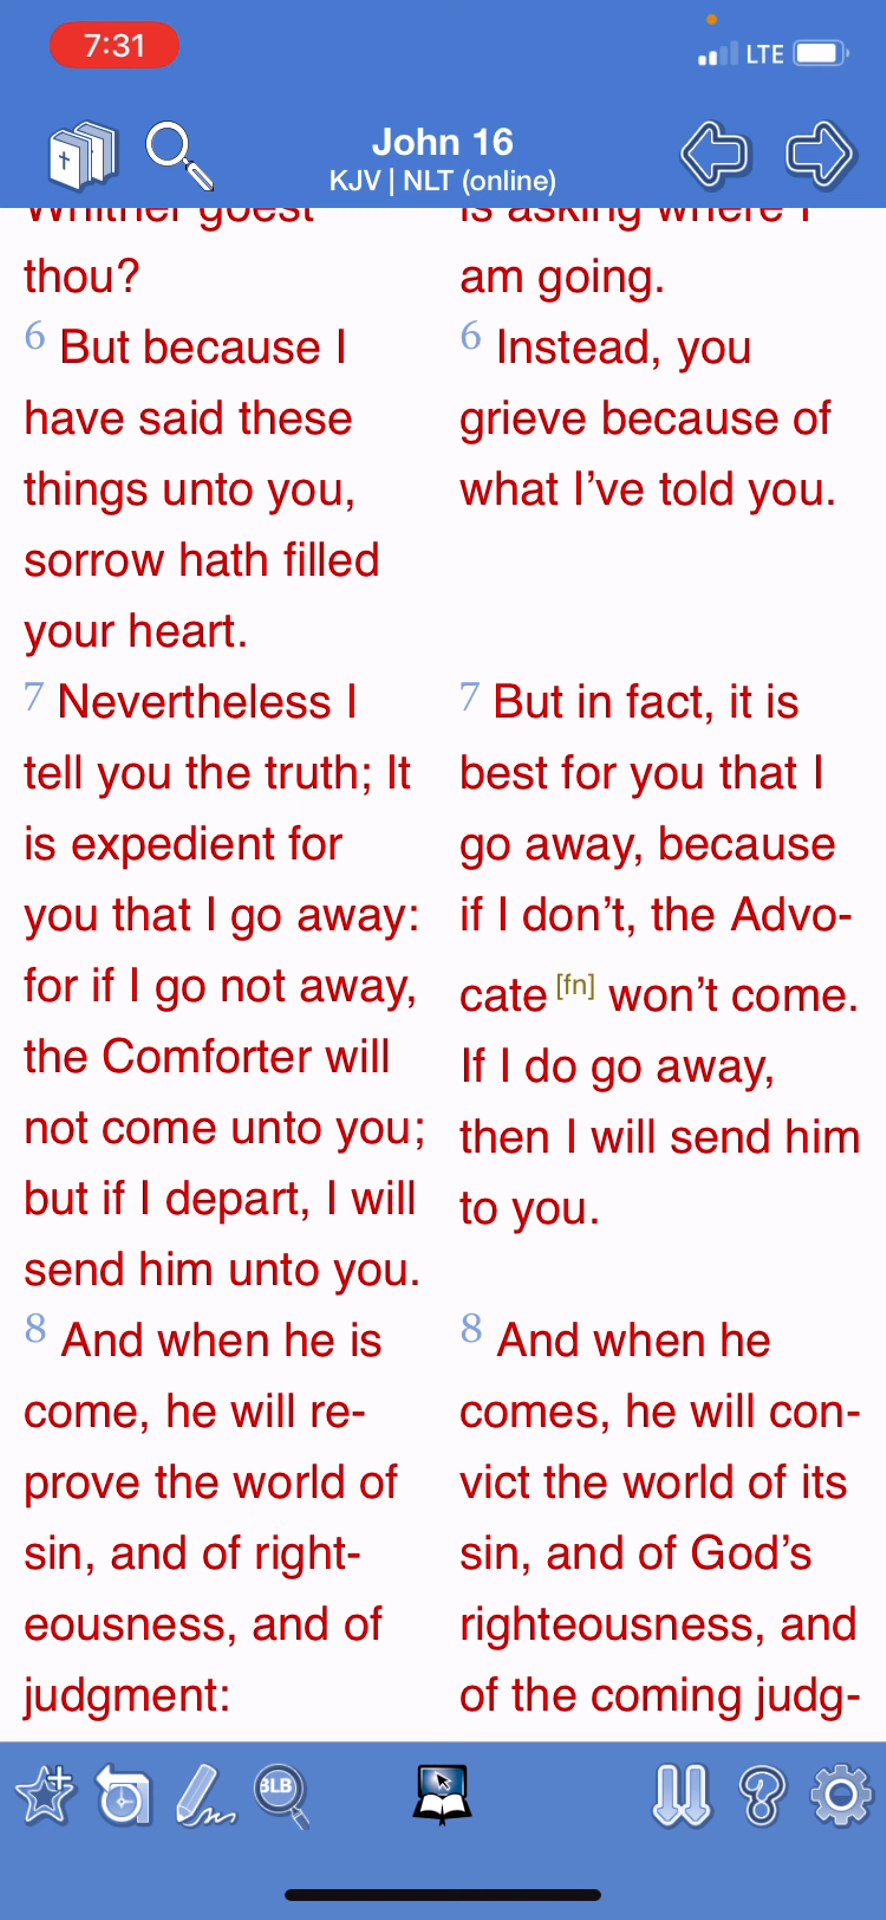 7:31
LTE
John 16
KJV | NLT (online)
Whither goest
thou?
6 But because I
have said these
things unto you,
sorrow hath filled
your heart.
7 Nevertheless I
tell you the truth; It
is expedient for
you that I go away:
for if I go not away,
the Comforter will
not come unto you;
but if I depart, I will
send him unto you.
8 And when he is
come, he will re-
prove the world of
sin, and of right-
eousness, and of
judgment:
is asking where I
am going.
6 Instead, you
grieve because of
what I’ve told you.
7 But in fact, it is
best for you that I
go away, because
if I don’t, the Advo-
cate [fn] won’t come.
If I do go away,
then I will send him
to you.
8 And when he
comes, he will con-
vict the world of its
sin, and of God’s
righteousness, and
of the coming judg-
BLB